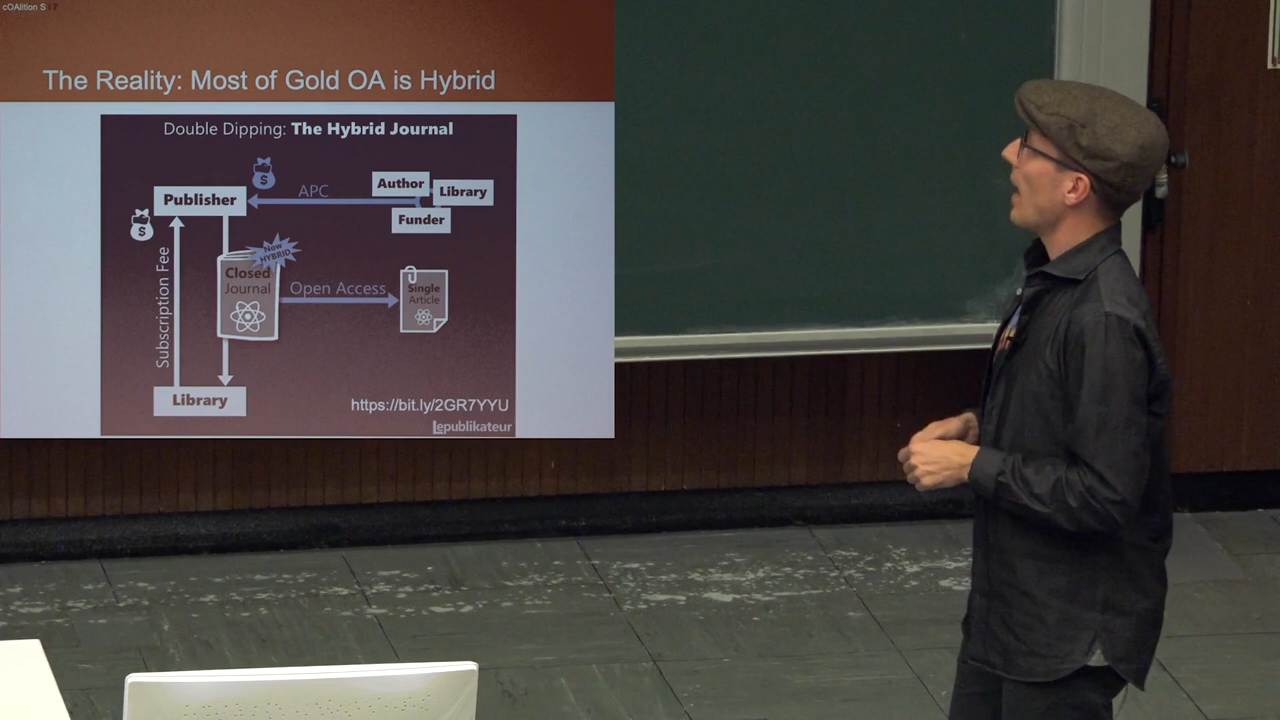 cOAlition S | 7
The Reality: Most of Gold OA is Hybrid
Double Dipping: The Hybrid Journal
Publisher
APC
Author
Library
Funder
Subscription Fee
Now
HYBRID
Closed
Journal
Open Access
Single
Article
Library
https://bit.ly/2GR7YYU
Lepublikateur